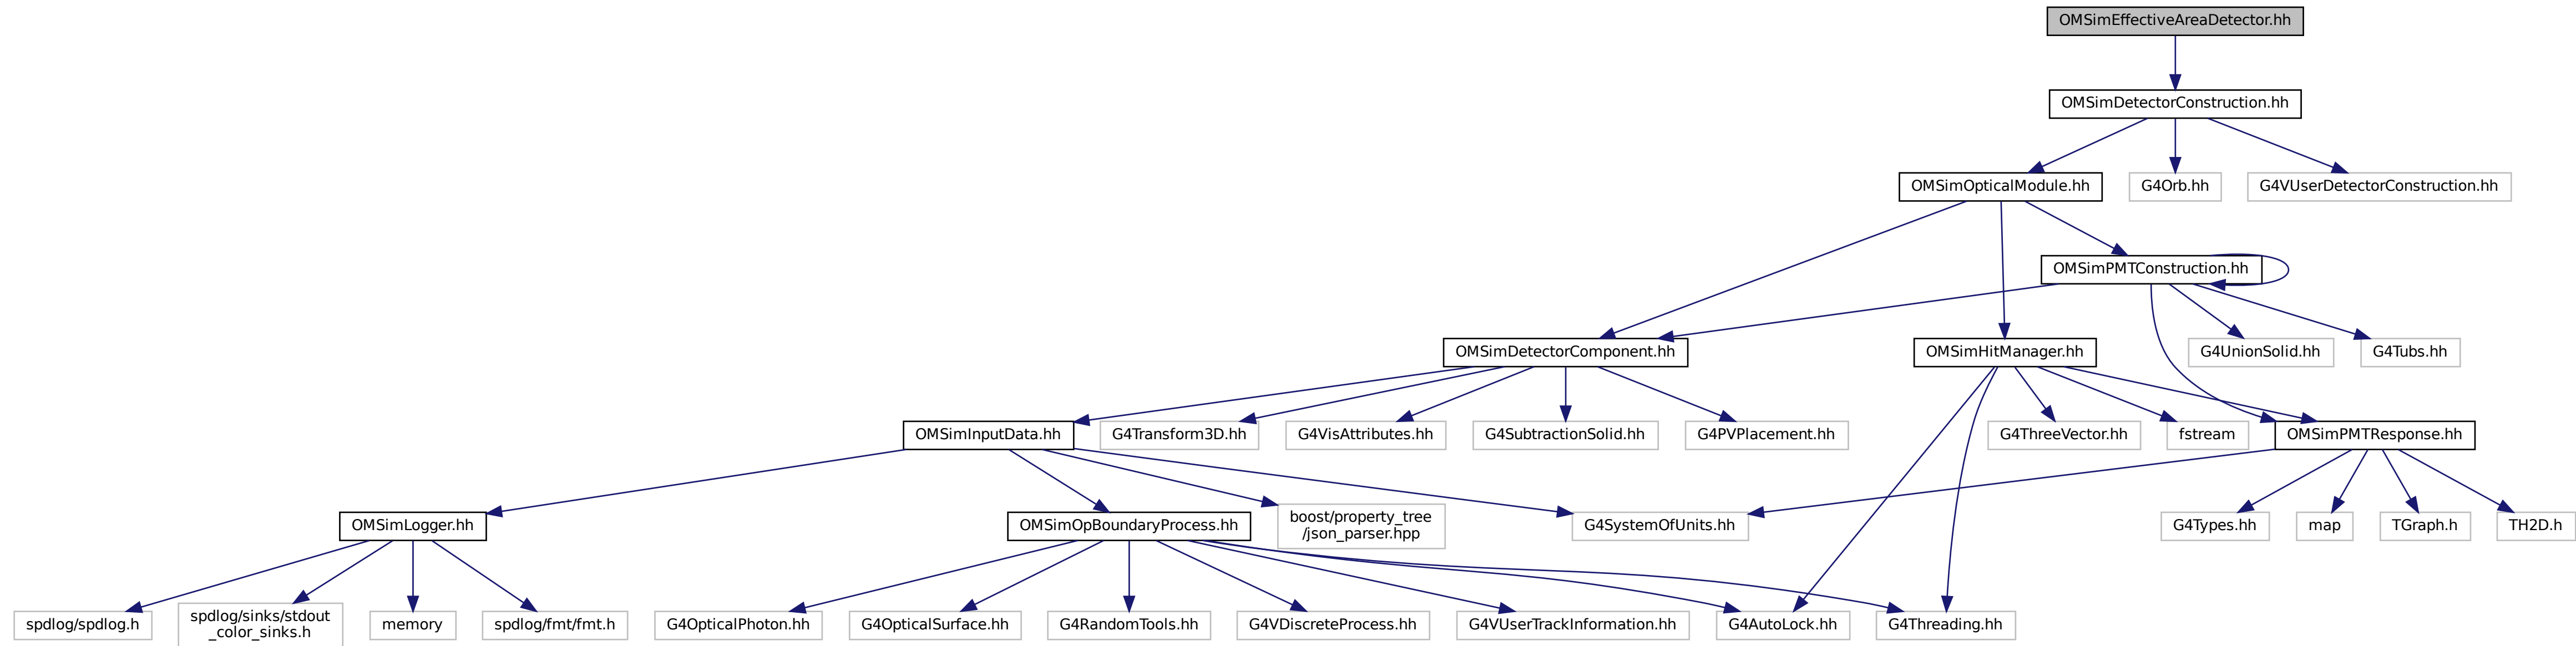 OMSimEffectiveAreaDetector.hh
OMSimDetectorConstruction.hh
OMSimOpticalModule.hh
G4Orb.hh
G4VUserDetectorConstruction.hh
OMSimPMTConstruction.hh
OMSimDetectorComponent.hh
OMSimHitManager.hh
G4UnionSolid.hh
G4Tubs.hh
OMSimInputData.hh
G4Transform3D.hh
G4VisAttributes.hh
G4SubtractionSolid.hh
G4PVPlacement.hh
G4ThreeVector.hh
fstream
OMSimPMTResponse.hh
OMSimLogger.hh
OMSimOpBoundaryProcess.hh
boost/property_tree
/json_parser.hpp
G4SystemOfUnits.hh
G4Types.hh
map
TGraph.h
TH2D.h
spdlog/spdlog.h
spdlog/sinks/stdout
_color_sinks.h
memory
spdlog/fmt/fmt.h
G4OpticalPhoton.hh
G4OpticalSurface.hh
G4RandomTools.hh
G4VDiscreteProcess.hh
G4VUserTrackInformation.hh
G4AutoLock.hh
G4Threading.hh